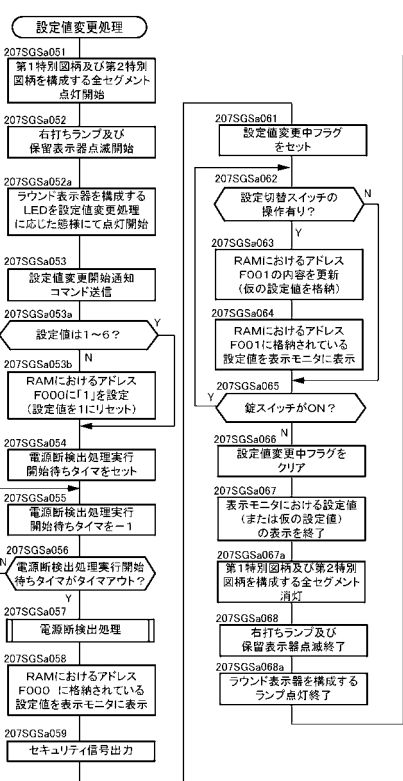 設定値変更処理
207SGSa051
第1特別図柄及び第2特別
図柄を構成する全セグメント
点灯開始
207SGSa052
右打ちランプ及び
保留表示器点滅開始
207SGSa052a
ラウンド表示器を構成する
LEDを設定値変更処理
に応じた態様にて点灯開始
207SGSa053
設定値変更開始通知
コマンド送信
207SGSa053a
設定値は1～6？
Y
N
207SGSa053b
RAMにおけるアドレス
F000に「1」を設定
(設定値を1にリセット)
207SGSa054
電源断検出処理実行
開始待ちタイマをセット
207SGSa055
電源断検出処理実行
開始待ちタイマを－1
207SGSa056
N
電源断検出処理実行開始
待ちタイマがタイムアウト？
Y
207SGSa057
電源断検出処理
207SGSa058
RAMにおけるアドレス
F000 に格納されている
設定値を表示モニタに表示
207SGSa059
セキュリティ信号出力
207SGSa061
設定値変更中フラグ
をセット
207SGSa062
設定切替スイッチの
操作有り？
N
Y
207SGSa063
RAMにおけるアドレス
F001の内容を更新
(仮の設定値を格納)
207SGSa064
RAMにおけるアドレス
F001に格納されている
設定値を表示モニタに表示
207SGSa065
Y
錠スイッチがON？
N
207SGSa066
設定値変更中フラグを
クリア
207SGSa067
表示モニタにおける設定値
(または仮の設定値)
の表示を終了
207SGSa067a
第1特別図柄及び第2特別
図柄を構成する全セグメント
消灯
207SGSa068
右打ちランプ及び
保留表示器点滅終了
207SGSa068a
ラウンド表示器を構成する
ランプ点灯終了